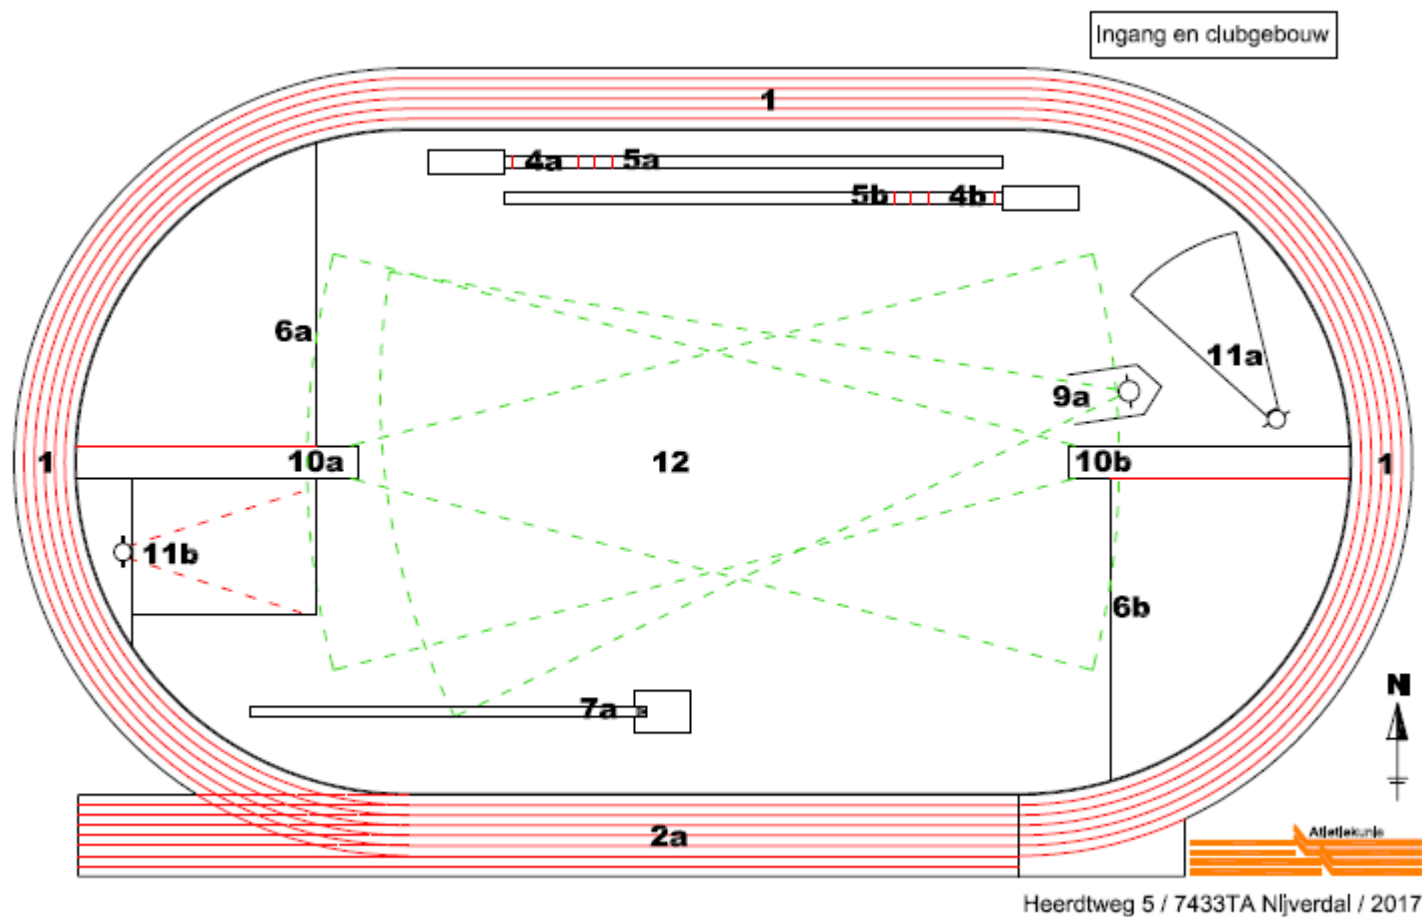 Ingang en clubgebouw
1
4a 5a
5b 4b
6a
11a
9a
1 10a 12 10b 1
11b
6b
7a
N
2a
Atletiekunie
Heerdtweg 5 / 7433TA Nijverdal / 2017